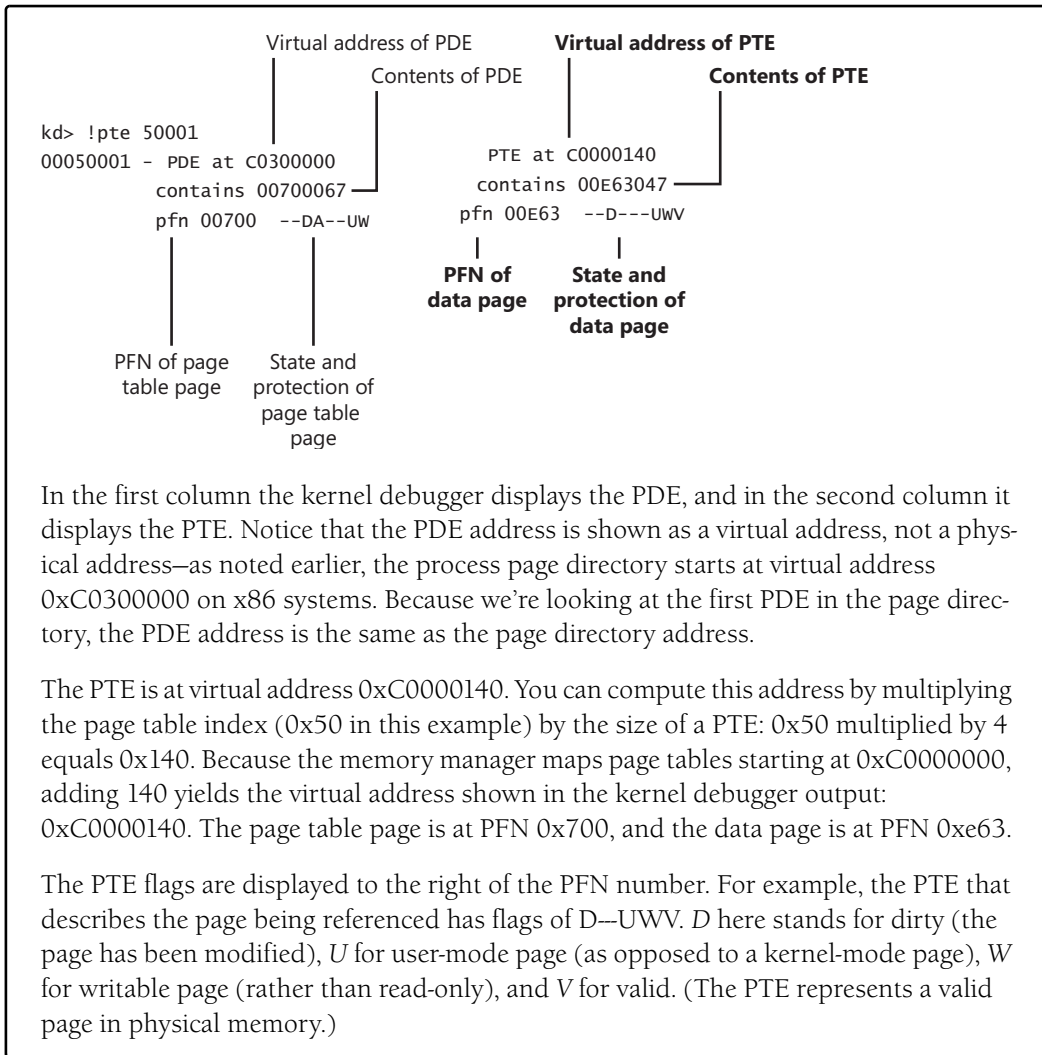 Virtual address of PDE
Virtual address of PTE
Contents of PDE
Contents of PTE
kd> !pte 50001
00050001 - PDE at C0300000
PTE at C0000140
contains 00700067
contains 00E63047
pfn 00700 --DA--UW
pfn 00E63 --D---UWV
PFN of
data page
State and
protection of
data page
PFN of page
table page
State and
protection of
page table
page
In the first column the kernel debugger displays the PDE, and in the second column it
displays the PTE. Notice that the PDE address is shown as a virtual address, not a phys-
ical address—as noted earlier, the process page directory starts at virtual address
0xC0300000 on x86 systems. Because we're looking at the first PDE in the page direc-
tory, the PDE address is the same as the page directory address.
The PTE is at virtual address 0xC0000140. You can compute this address by multiplying
the page table index (0x50 in this example) by the size of a PTE: 0x50 multiplied by 4
equals 0x140. Because the memory manager maps page tables starting at 0xC0000000,
adding 140 yields the virtual address shown in the kernel debugger output:
0xC0000140. The page table page is at PFN 0x700, and the data page is at PFN 0xe63.
The PTE flags are displayed to the right of the PFN number. For example, the PTE that
describes the page being referenced has flags of D---UWV. D here stands for dirty (the
page has been modified), U for user-mode page (as opposed to a kernel-mode page), W
for writable page (rather than read-only), and V for valid. (The PTE represents a valid
page in physical memory.)